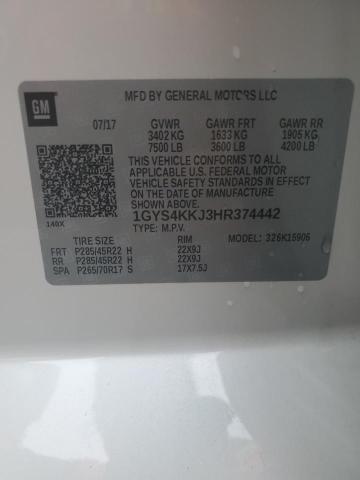 GM
MFD BY GENERAL MOTORS LLC
07/17 GVWR GAWR FRT GAWR RR
3402 KG 1633 KG 1905 KG
7500 LB 3600 LB 4200 LB
THIS VEHICLE CONFORMS TO ALL
APPLICABLE U.S. FEDERAL MOTOR
VEHICLE SAFETY AND THEFT
PREVENTION STANDARDS IN EFFECT ON
THE DATE OF MANUFACTURE
SHOWN ABOVE.
1GYS4KKJ3HR374442
140X TYPE: M.P.V.
TIRE SIZE RIM MODEL: 326K15906
FRT P285/45R22 H 22X9J
RR P285/45R22 H 22X9J
SPA P265/70R17 S 17X7.5J